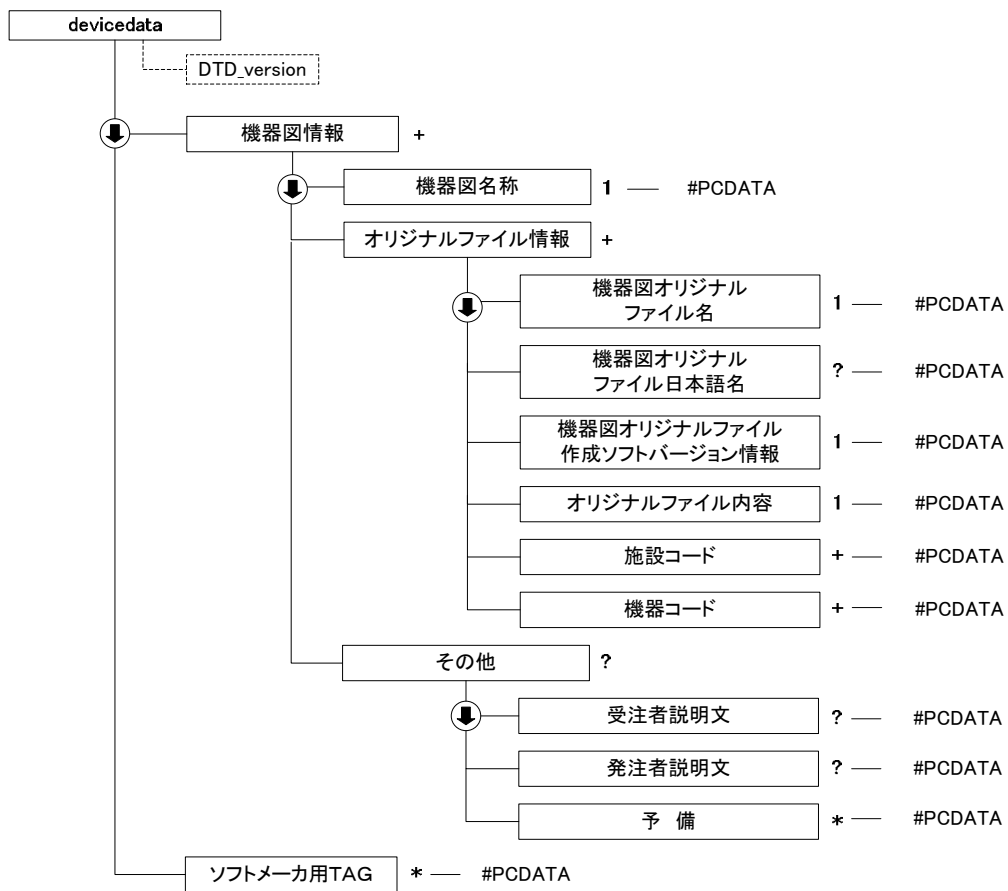 devicedata
DTD_version
機器図情報 +
機器図名称 1 — #PCDATA
オリジナルファイル情報 +
機器図オリジナル
ファイル名 1 — #PCDATA
機器図オリジナル
ファイル日本語名 ? — #PCDATA
機器図オリジナルファイル
作成ソフトバージョン情報 1 — #PCDATA
オリジナルファイル内容 1 — #PCDATA
施設コード + — #PCDATA
機器コード + — #PCDATA
その他 ?
受注者説明文 ? — #PCDATA
発注者説明文 ? — #PCDATA
予 備 * — #PCDATA
ソフトメーカ用TAG * — #PCDATA